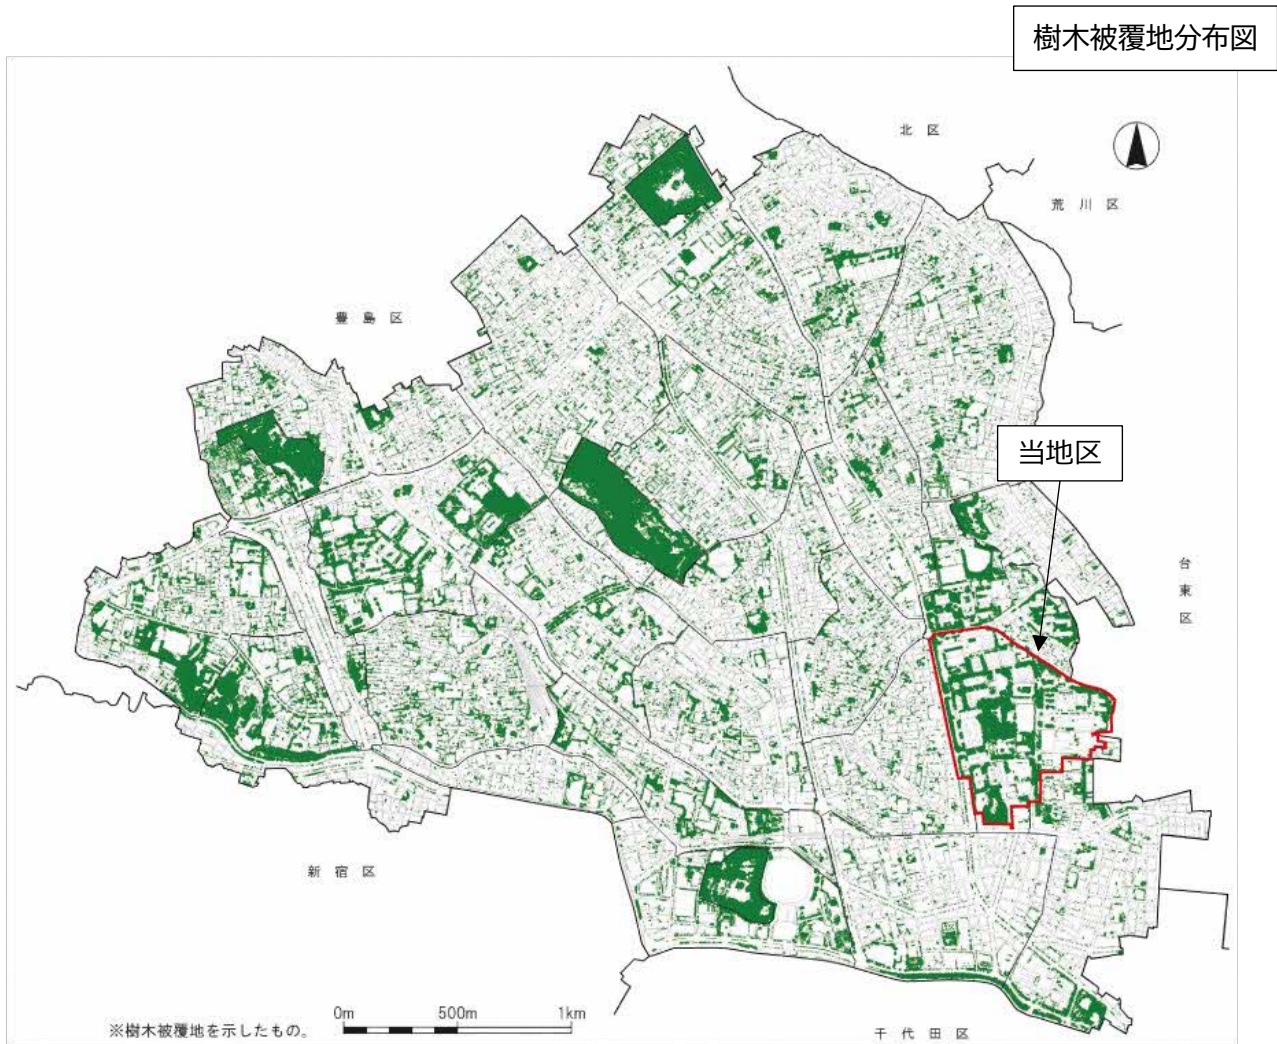 樹木被覆地分布図
北区
荒川区
豊島区
当地区
台東区
新宿区
0m 500m 1km
※樹木被覆地を示したもの。
千代田区